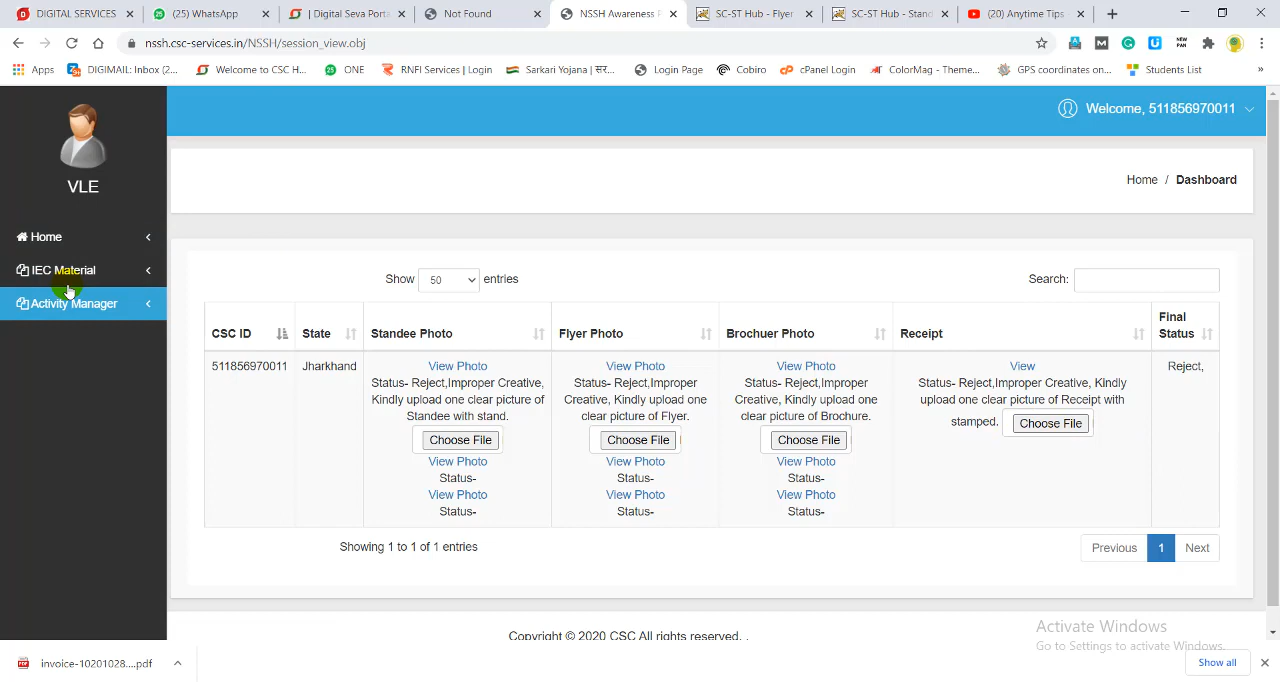 DIGITAL SERVICES
(25) WhatsApp
| Digital Seva Porta
Not Found
NSSH Awareness P
SC-ST Hub - Flyer
SC-ST Hub - Stand
(20) Anytime Tips
nssh.csc-services.in/NSSH/session_view.obj
Apps
DIGIMAIL: Inbox (2...
Welcome to CSC H...
ONE
RNFI Services | Login
Sarkari Yojana | सर...
Login Page
Cobiro
cPanel Login
ColorMag - Theme...
GPS coordinates on...
Students List
»
VLE
Home
IEC Material
Activity Manager
Welcome, 511856970011
Home / Dashboard
Show 50 entries
Search:
CSC ID
State
Standee Photo
Flyer Photo
Brochuer Photo
Receipt
Final
Status
511856970011
Jharkhand
View Photo
Status- Reject,Improper Creative,
Kindly upload one clear picture of
Standee with stand.
Choose File
View Photo
Status-
View Photo
Status-
View Photo
Status- Reject,Improper
Creative, Kindly upload one
clear picture of Flyer.
Choose File
View Photo
Status-
View Photo
Status-
View Photo
Status- Reject,Improper
Creative, Kindly upload one
clear picture of Brochure.
Choose File
View Photo
Status-
View Photo
Status-
View
Status- Reject,Improper Creative, Kindly
upload one clear picture of Receipt with
stamped. Choose File
Reject,
Showing 1 to 1 of 1 entries
Previous 1 Next
Copyright © 2020 CSC All rights reserved. .
Activate Windows
Go to Settings to activate Windows.
invoice-10201028....pdf
Show all